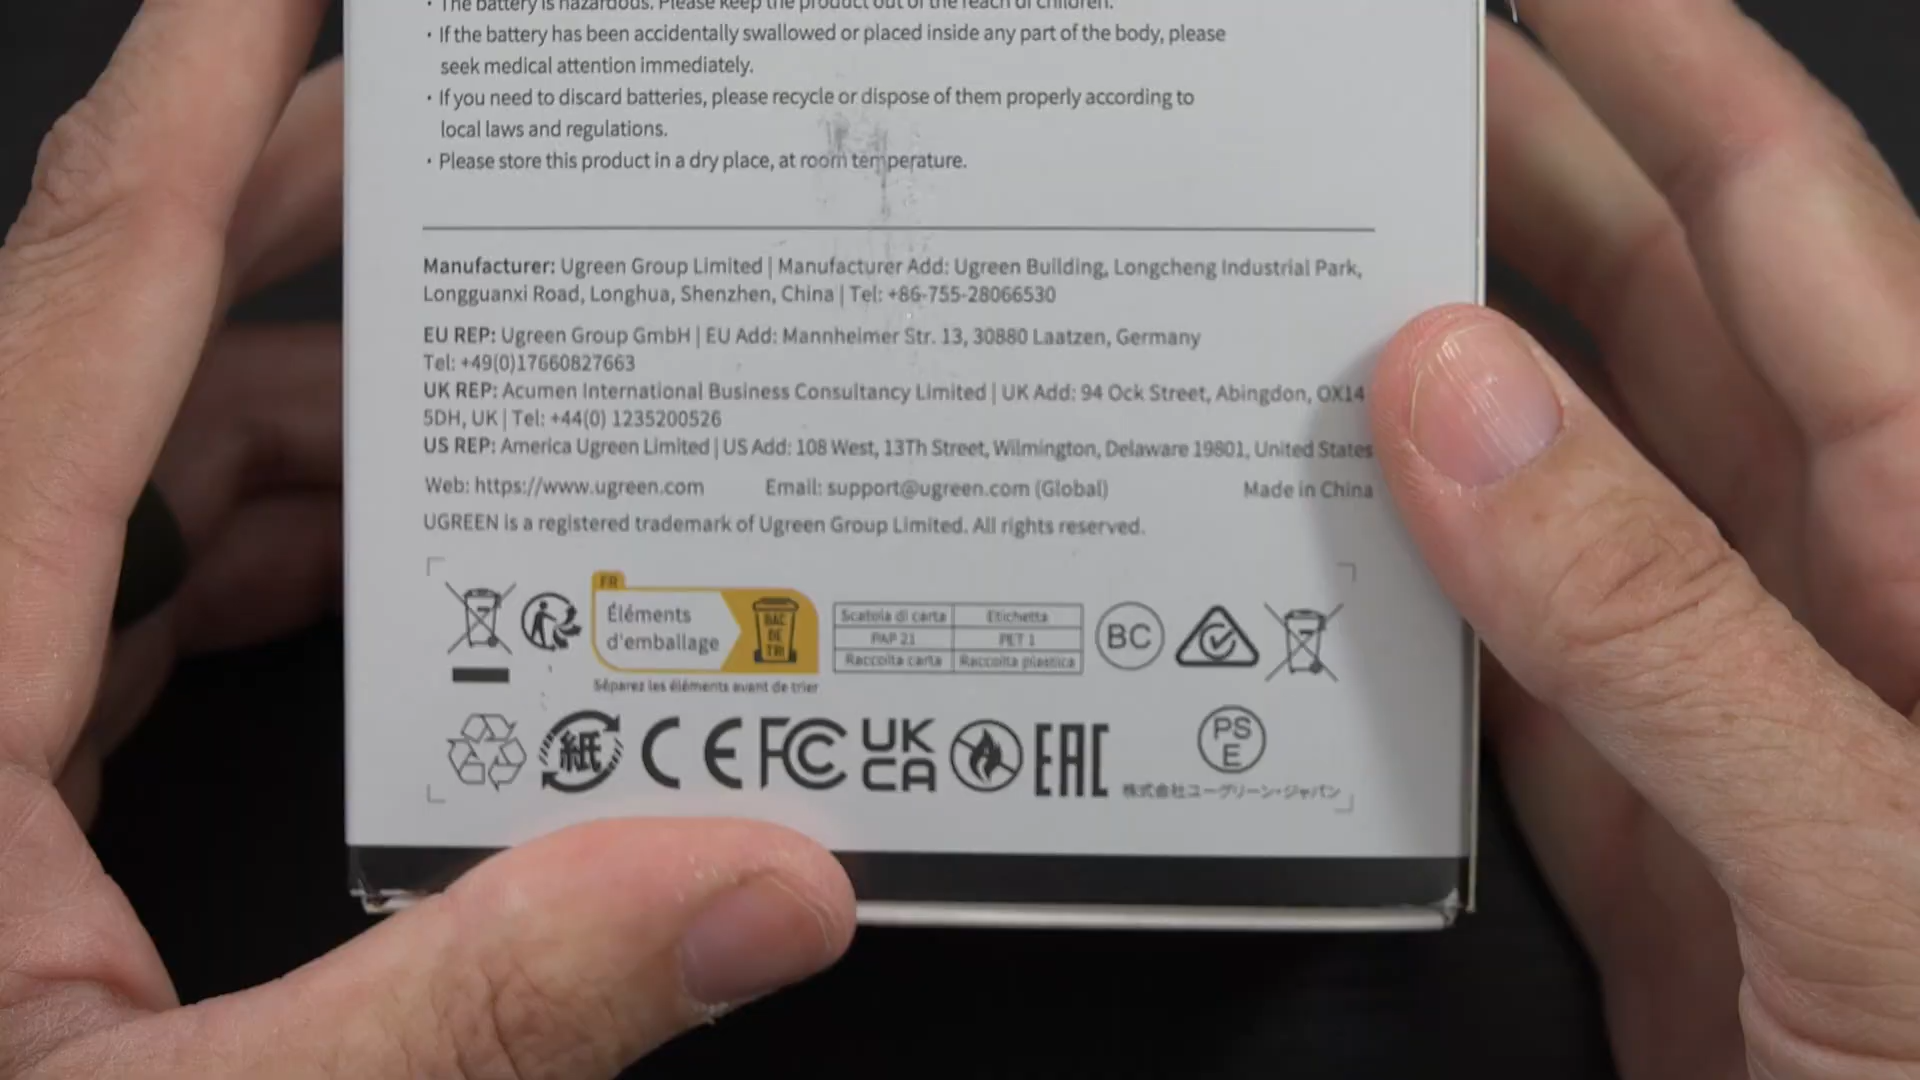 • The battery is hazardous. Please keep the product out of the reach of children.
• If the battery has been accidentally swallowed or placed inside any part of the body, please
seek medical attention immediately.
• If you need to discard batteries, please recycle or dispose of them properly according to
local laws and regulations.
• Please store this product in a dry place, at room temperature.
Manufacturer: Ugreen Group Limited | Manufacturer Add: Ugreen Building, Longcheng Industrial Park,
Longguanxi Road, Longhua, Shenzhen, China | Tel: +86-755-28066530
EU REP: Ugreen Group GmbH | EU Add: Mannheimer Str. 13, 30880 Laatzen, Germany
Tel: +49(0)17660827663
UK REP: Acumen International Business Consultancy Limited | UK Add: 94 Ock Street, Abingdon, OX14
5DH, UK | Tel: +44(0) 1235200526
US REP: America Ugreen Limited | US Add: 108 West, 13Th Street, Wilmington, Delaware 19801, United States
Web: https://www.ugreen.com Email: support@ugreen.com (Global) Made in China
UGREEN is a registered trademark of Ugreen Group Limited. All rights reserved.
FR
Éléments
d'emballage
BAC
DE
TRI
Séparez les éléments avant de trier
Scatola di carta Etichetta
PAP 21 PET 1
Raccolta carta Raccolta plastica
BC
紙 CE FC UK
CA EAC
PS
E
株式会社ユーグリーン・ジャパン